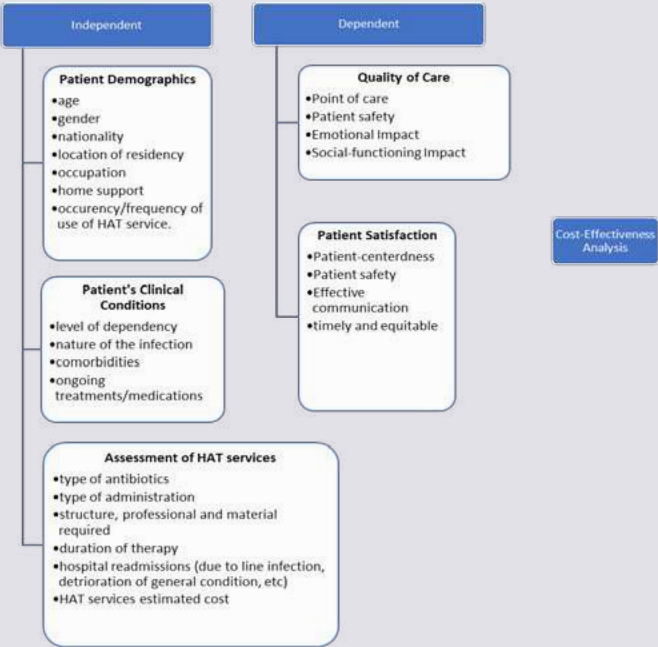 Independent
Patient Demographics
•age
•gender
•nationality
•location of residency
•occupation
•home support
•occurency/frequency of
use of HAT service.
Patient's Clinical
Conditions
•level of dependency
•nature of the infection
•comorbidities
•ongoing
treatments/medications
Assessment of HAT services
•type of antibiotics
•type of administration
•structure, professional and material
required
•duration of therapy
•hospital readmissions (due to line infection,
detrioration of general condition, etc)
•HAT services estimated cost
Dependent
Quality of Care
•Point of care
•Patient safety
•Emotional Impact
•Social-functioning Impact
Patient Satisfaction
•Patient-centerdness
•Patient safety
•Effective
communication
•timely and equitable
Cost-Effectiveness
Analysis